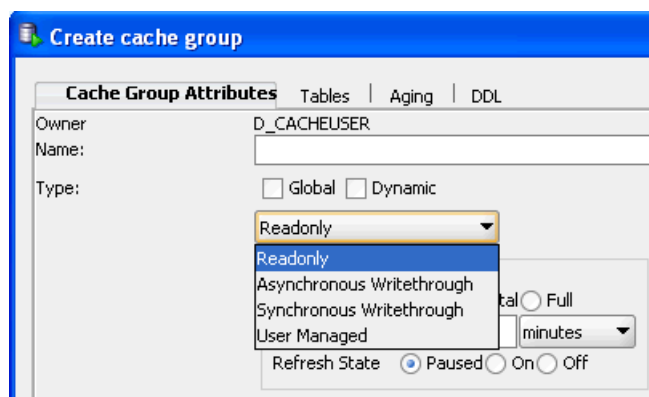 Create cache group
Cache Group Attributes Tables Aging DDL
Owner D_CACHEUSER
Name:
Type: Global Dynamic
Readonly
Readonly
Asynchronous Writethrough
Synchronous Writethrough
tal Full
User Managed minutes
Refresh State Paused On Off